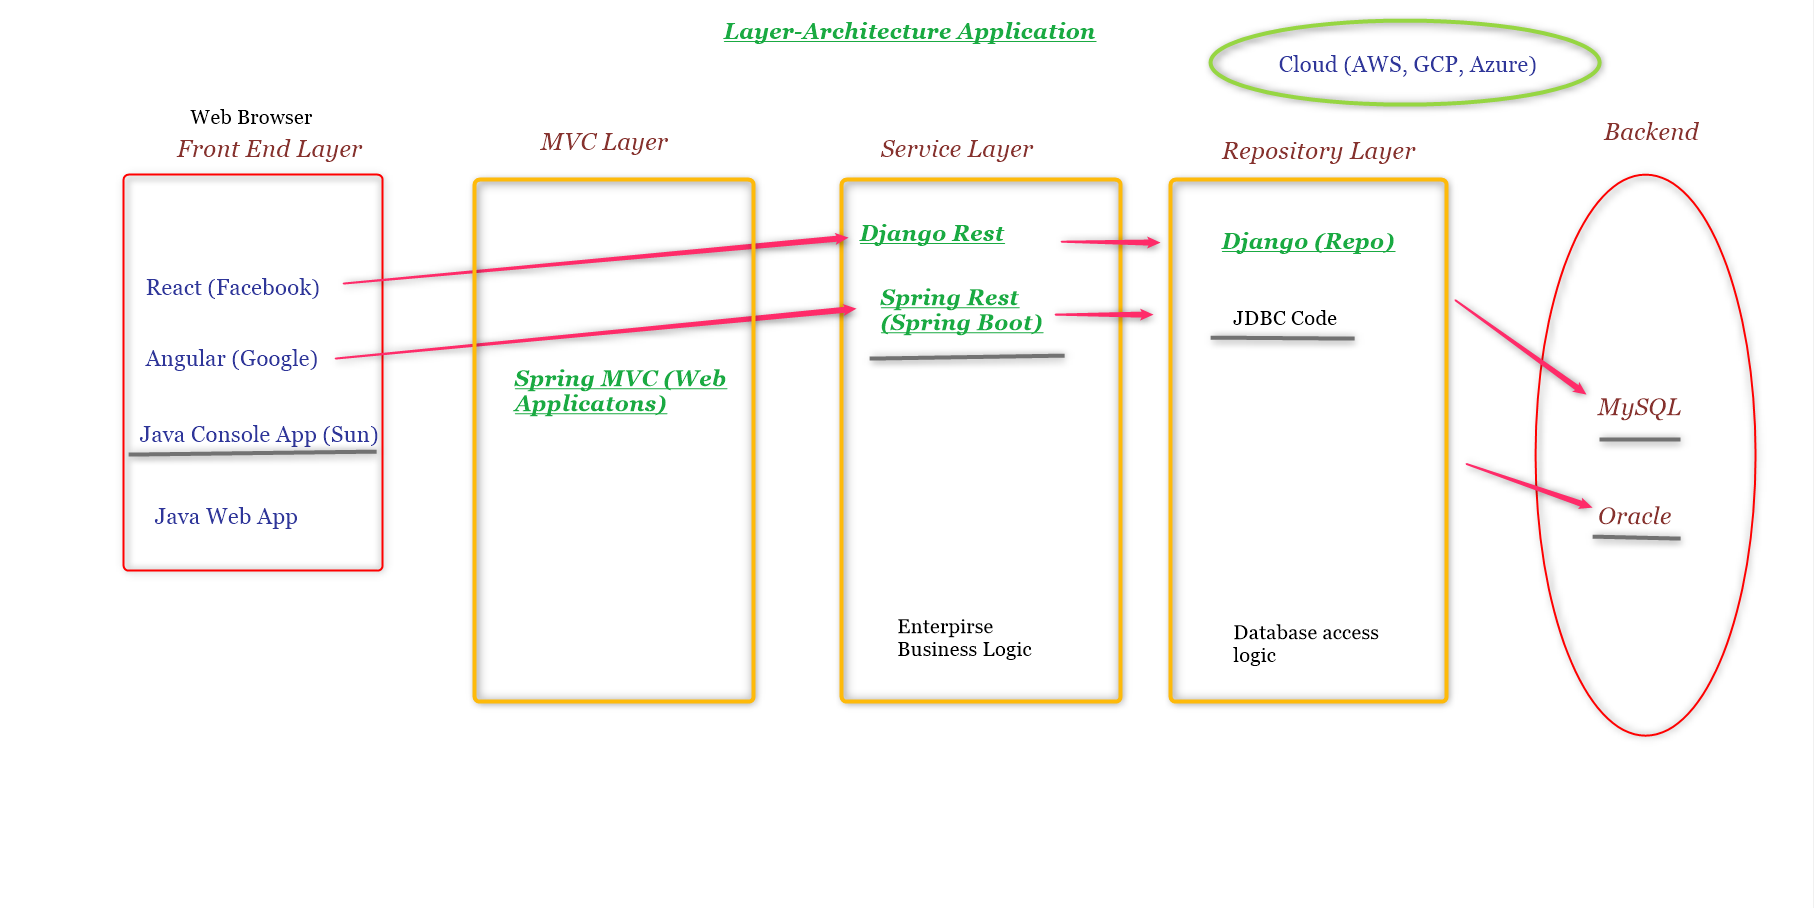 Layer-Architecture Application
Cloud (AWS, GCP, Azure)
Web Browser
Front End Layer
React (Facebook)
Angular (Google)
Java Console App (Sun)
Java Web App
MVC Layer
Spring MVC (Web
Applicatons)
Service Layer
Django Rest
Spring Rest
(Spring Boot)
Enterpirse
Business Logic
Repository Layer
Django (Repo)
JDBC Code
Database access
logic
Backend
MySQL
Oracle